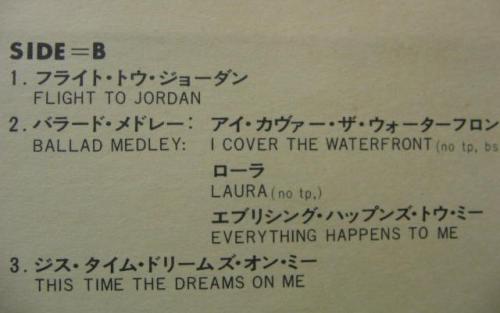 SIDE=B
1. フライト・トウ・ジョーダン
FLIGHT TO JORDAN
2. バラード・メドレー: アイ・カヴァー・ザ・ウォーターフロン
BALLAD MEDLEY: I COVER THE WATERFRONT (no tp, bs
ローラ
LAURA (no tp,)
エブリシング・ハップンズ・トウ・ミー
EVERYTHING HAPPENS TO ME
3. ジス・タイム・ドリームズ・オン・ミー
THIS TIME THE DREAMS ON ME